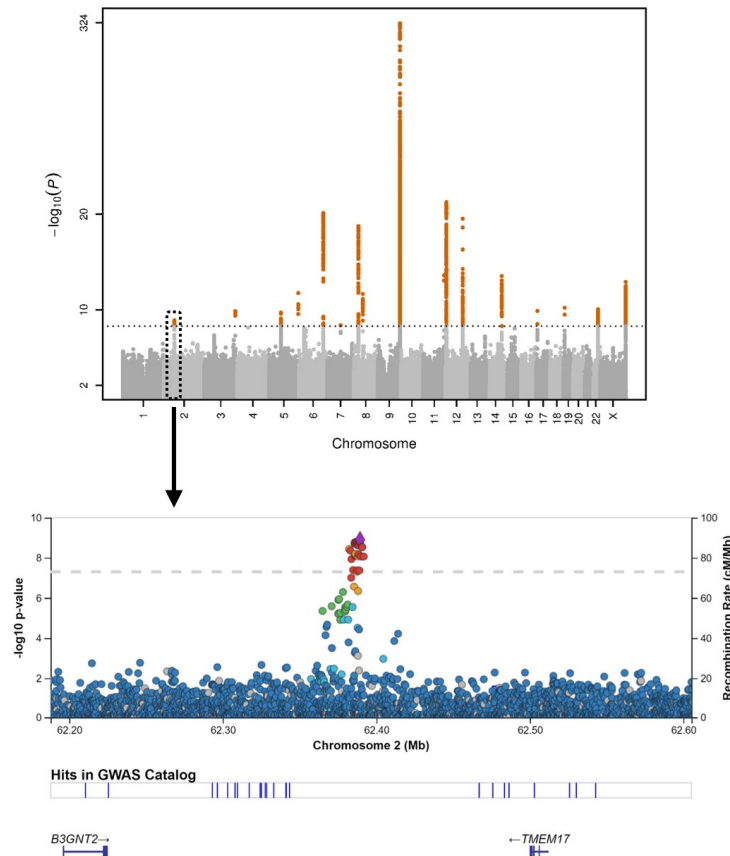 324
20
10
2
−log10(P)
1 2 3 4 5 6 7 8 9 10 11 12 13 14 15 16 17 18 19 20 22 X
Chromosome
10 100
8 80
6 60
4 40
2 20
0 0
-log10 p-value
Recombination Rate (cM/Mb)
62.20 62.30 62.40 62.50 62.60
Chromosome 2 (Mb)
Hits in GWAS Catalog
B3GNT2→ ←TMEM17